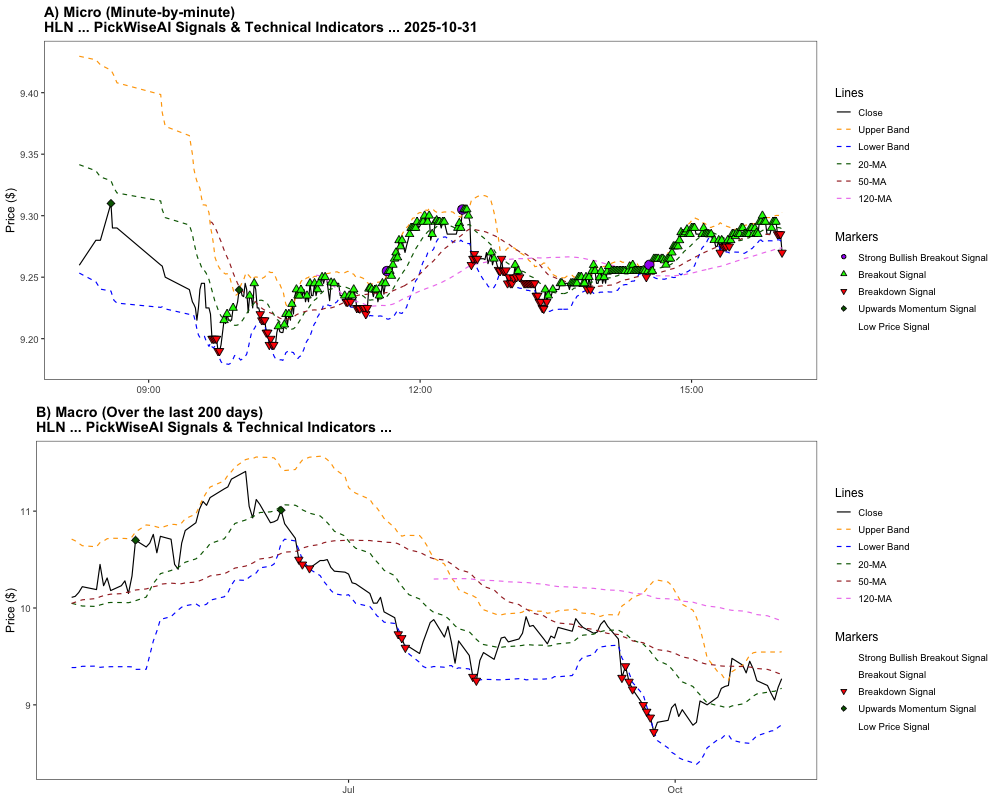 A) Micro (Minute-by-minute)
HLN ... PickWiseAI Signals & Technical Indicators ... 2025-10-31
Price ($)
9.40
9.35
9.30
9.25
9.20
09:00
12:00
15:00
Lines
Close
Upper Band
Lower Band
20-MA
50-MA
120-MA
Markers
Strong Bullish Breakout Signal
Breakout Signal
Breakdown Signal
Upwards Momentum Signal
Low Price Signal
B) Macro (Over the last 200 days)
HLN ... PickWiseAI Signals & Technical Indicators ...
Price ($)
11
10
9
Jul
Oct
Lines
Close
Upper Band
Lower Band
20-MA
50-MA
120-MA
Markers
Strong Bullish Breakout Signal
Breakout Signal
Breakdown Signal
Upwards Momentum Signal
Low Price Signal